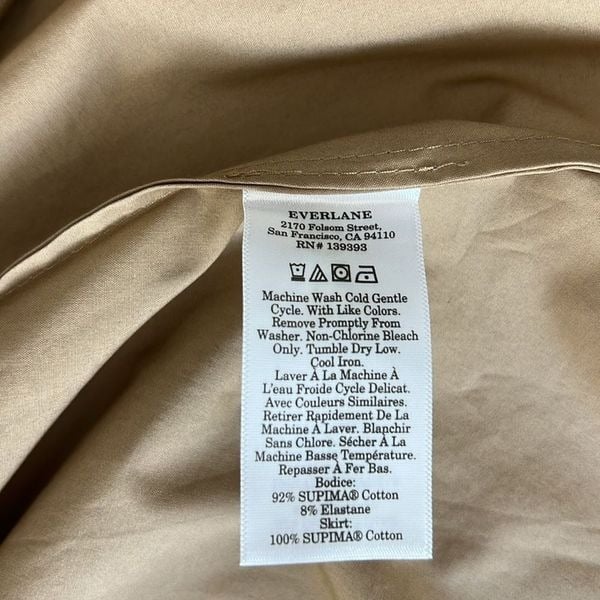 EVERLANE
2170 Folsom Street,
San Francisco, CA 94110
RN# 139393
Machine Wash Cold Gentle
Cycle. With Like Colors.
Remove Promptly From
Washer. Non-Chlorine Bleach
Only. Tumble Dry Low.
Cool Iron.
Laver À La Machine À
L'eau Froide Cycle Delicat.
Avec Couleurs Similaires.
Retirer Rapidement De La
Machine À Laver. Blanchir
Sans Chlore. Sécher À La
Machine Basse Température.
Repasser À Fer Bas.
Bodice:
92% SUPIMA® Cotton
8% Elastane
Skirt:
100% SUPIMA® Cotton